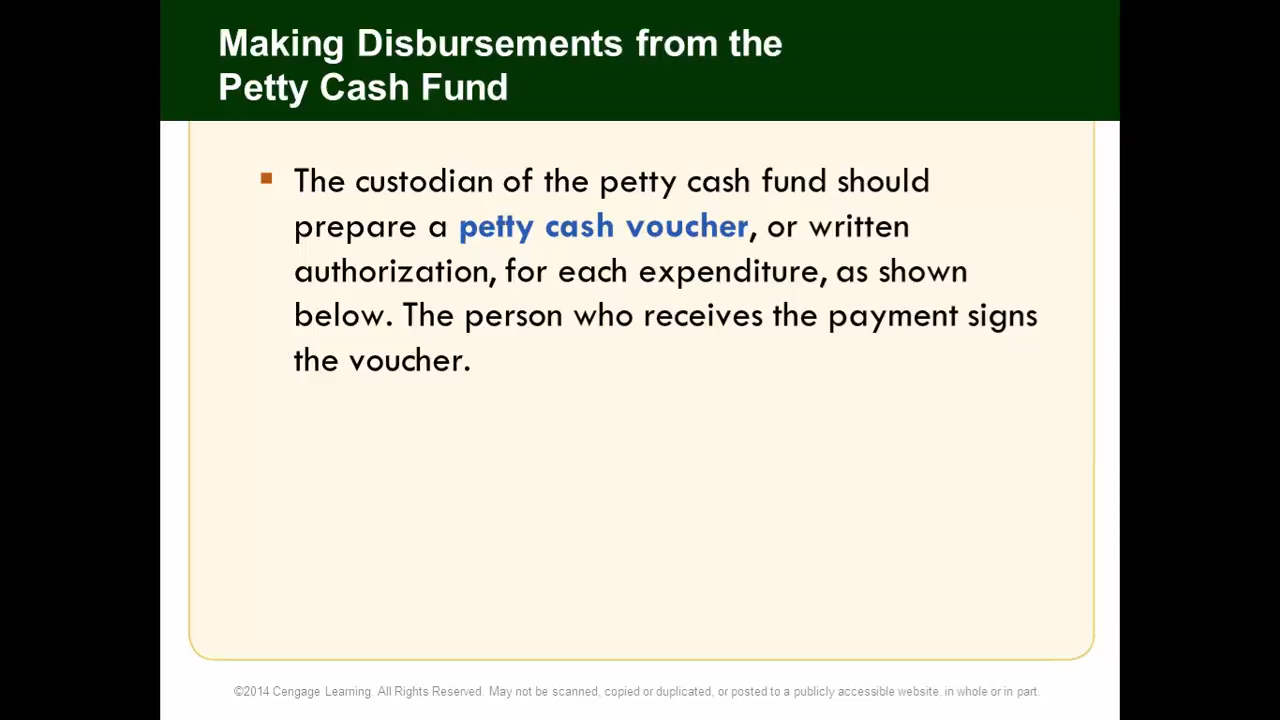 Making Disbursements from the
Petty Cash Fund
▪ The custodian of the petty cash fund should
prepare a petty cash voucher, or written
authorization, for each expenditure, as shown
below. The person who receives the payment signs
the voucher.
©2014 Cengage Learning. All Rights Reserved. May not be scanned, copied or duplicated, or posted to a publicly accessible website, in whole or in part.